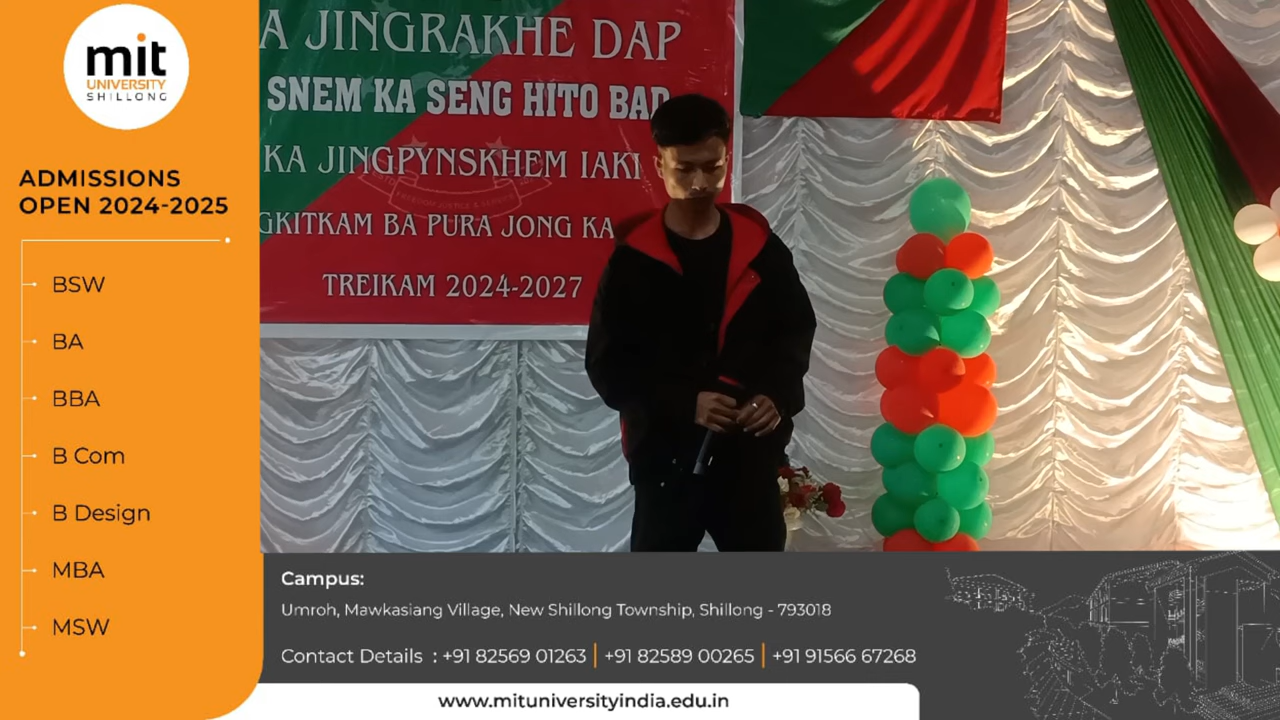 mit
UNIVERSITY
SHILLONG
ADMISSIONS
OPEN 2024-2025
BSW
BA
BBA
B Com
B Design
MBA
MSW
A JINGRAKHE DAP
SNEM KA SENG HITO BAD
KA JINGPYNSKHEM IAKI
GKITKAM BA PURA JONG KA
TREIKAM 2024-2027
Campus:
Umroh, Mawkasiang Village, New Shillong Township, Shillong - 793018
Contact Details : +91 82569 01263 | +91 82589 00265 | +91 91566 67268
www.mituniversityindia.edu.in